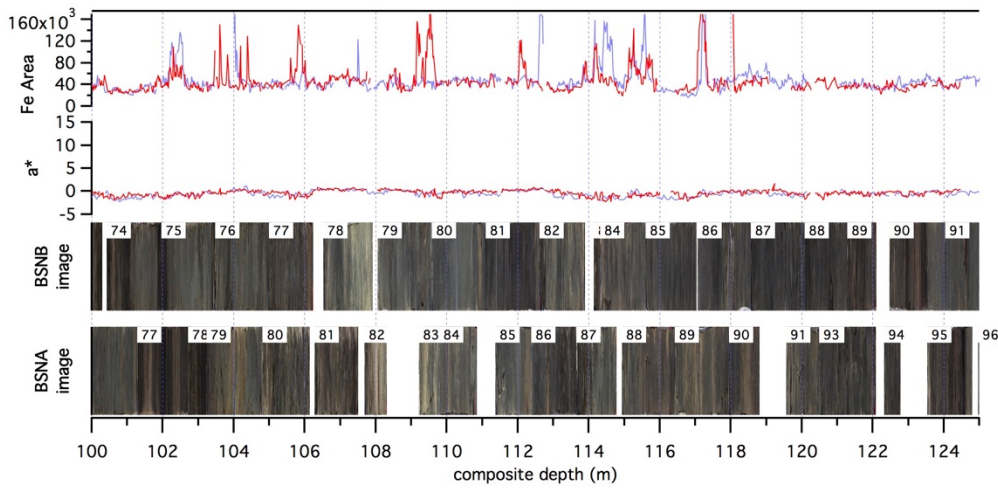 160x10³
120
80
40
0
Fe Area
15
10
5
0
-5
a*
74 75 76 77 78 79 80 81 82 84 85 86 87 88 89 90 91
BSNB
image
77 78 79 80 81 82 83 84 85 86 87 88 89 90 91 93 94 95 96
BSNA
image
100 102 104 106 108 110 112 114 116 118 120 122 124
composite depth (m)